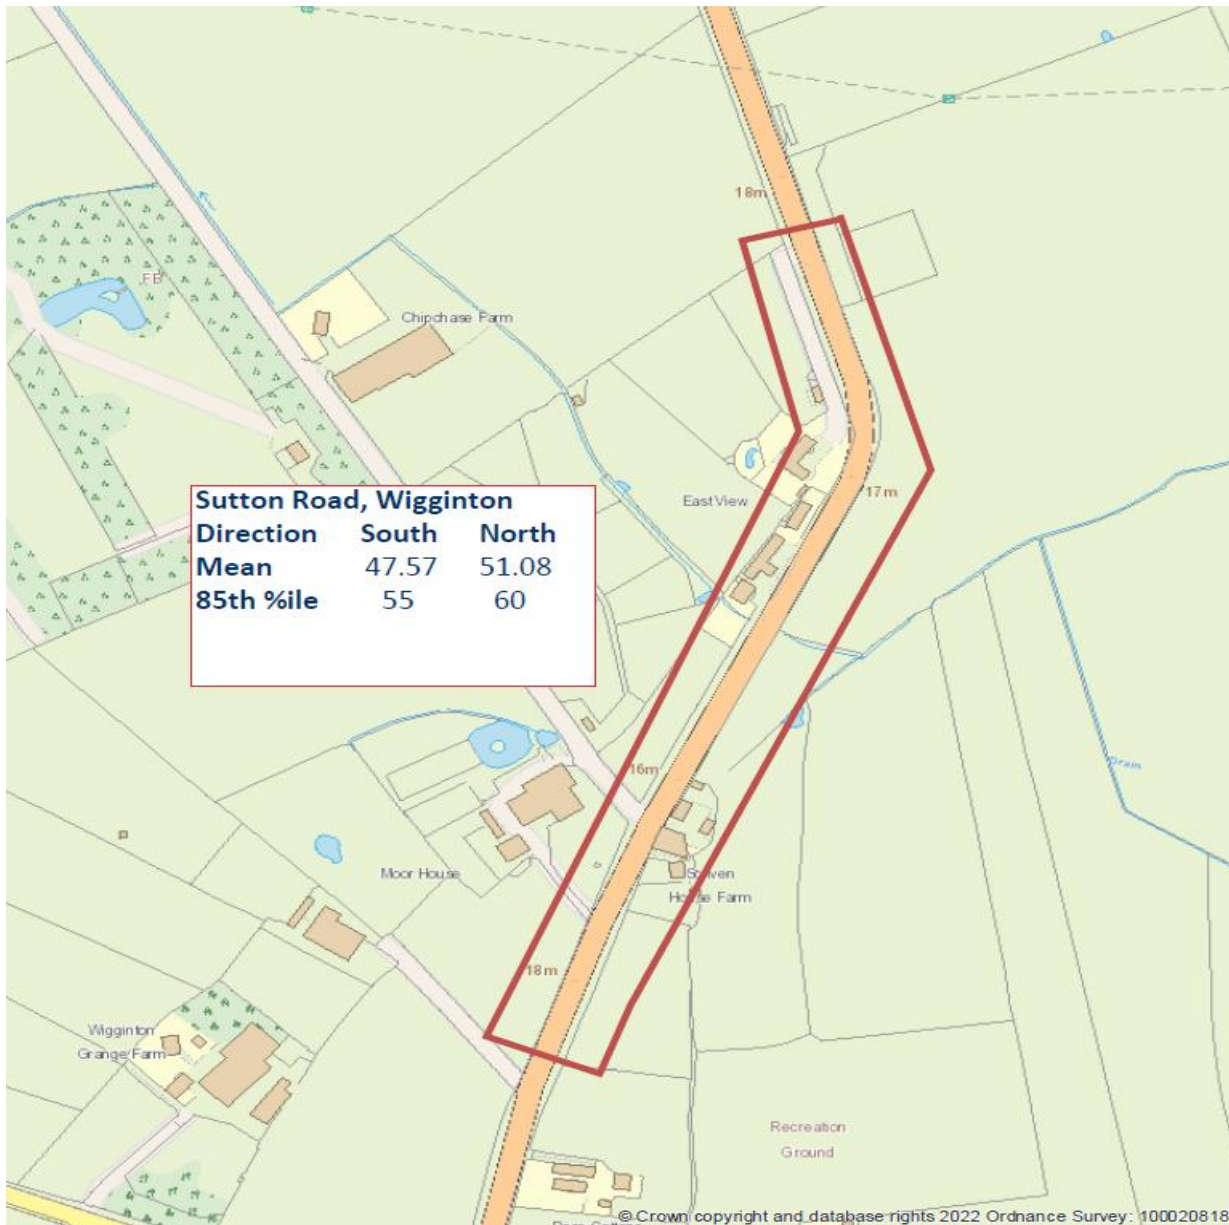 18m
FB
Chipchase Farm
Sutton Road, Wigginton
Direction South North
Mean 47.57 51.08
85th %ile 55 60
East View
17m
16m
Drain
Moor House
House Farm
18m
Wigginton
Grange Farm
Recreation
Ground
© Crown copyright and database rights 2022 Ordnance Survey: 100020818